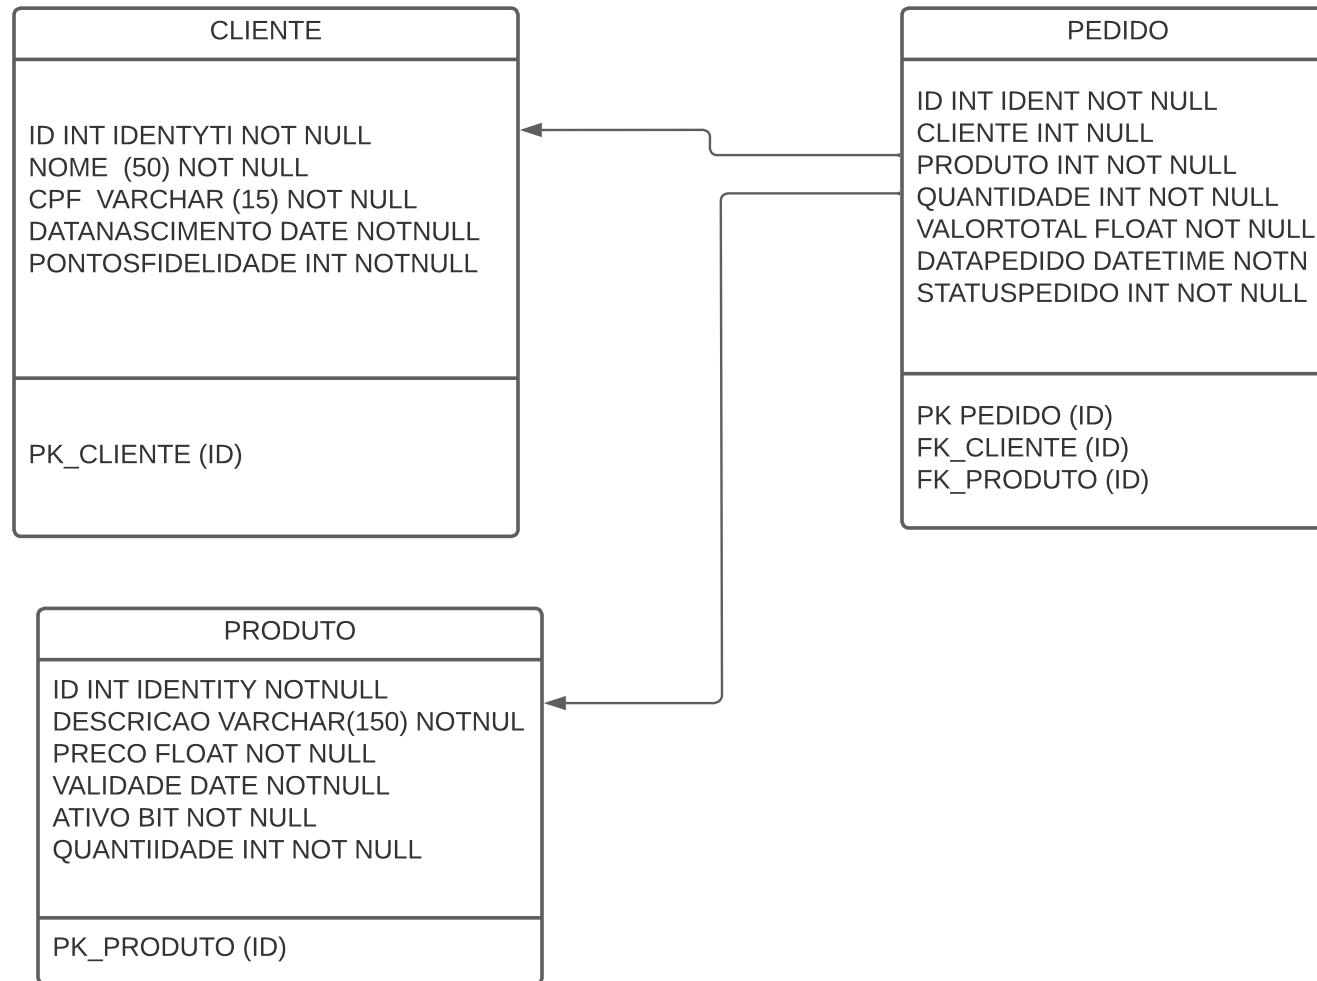 CLIENTE
ID INT IDENTYTI NOT NULL
NOME  (50) NOT NULL
CPF  VARCHAR (15) NOT NULL
DATANASCIMENTO DATE NOTNULL
PONTOSFIDELIDADE INT NOTNULL
PK_CLIENTE (ID)
PEDIDO
ID INT IDENT NOT NULL
CLIENTE INT NULL
PRODUTO INT NOT NULL
QUANTIDADE INT NOT NULL
VALORTOTAL FLOAT NOT NULL
DATAPEDIDO DATETIME NOTN
STATUSPEDIDO INT NOT NULL
PK PEDIDO (ID)
FK_CLIENTE (ID)
FK_PRODUTO (ID)
PRODUTO
ID INT IDENTITY NOTNULL
DESCRICAO VARCHAR(150) NOTNUL
PRECO FLOAT NOT NULL
VALIDADE DATE NOTNULL
ATIVO BIT NOT NULL
QUANTIIDADE INT NOT NULL
PK_PRODUTO (ID)